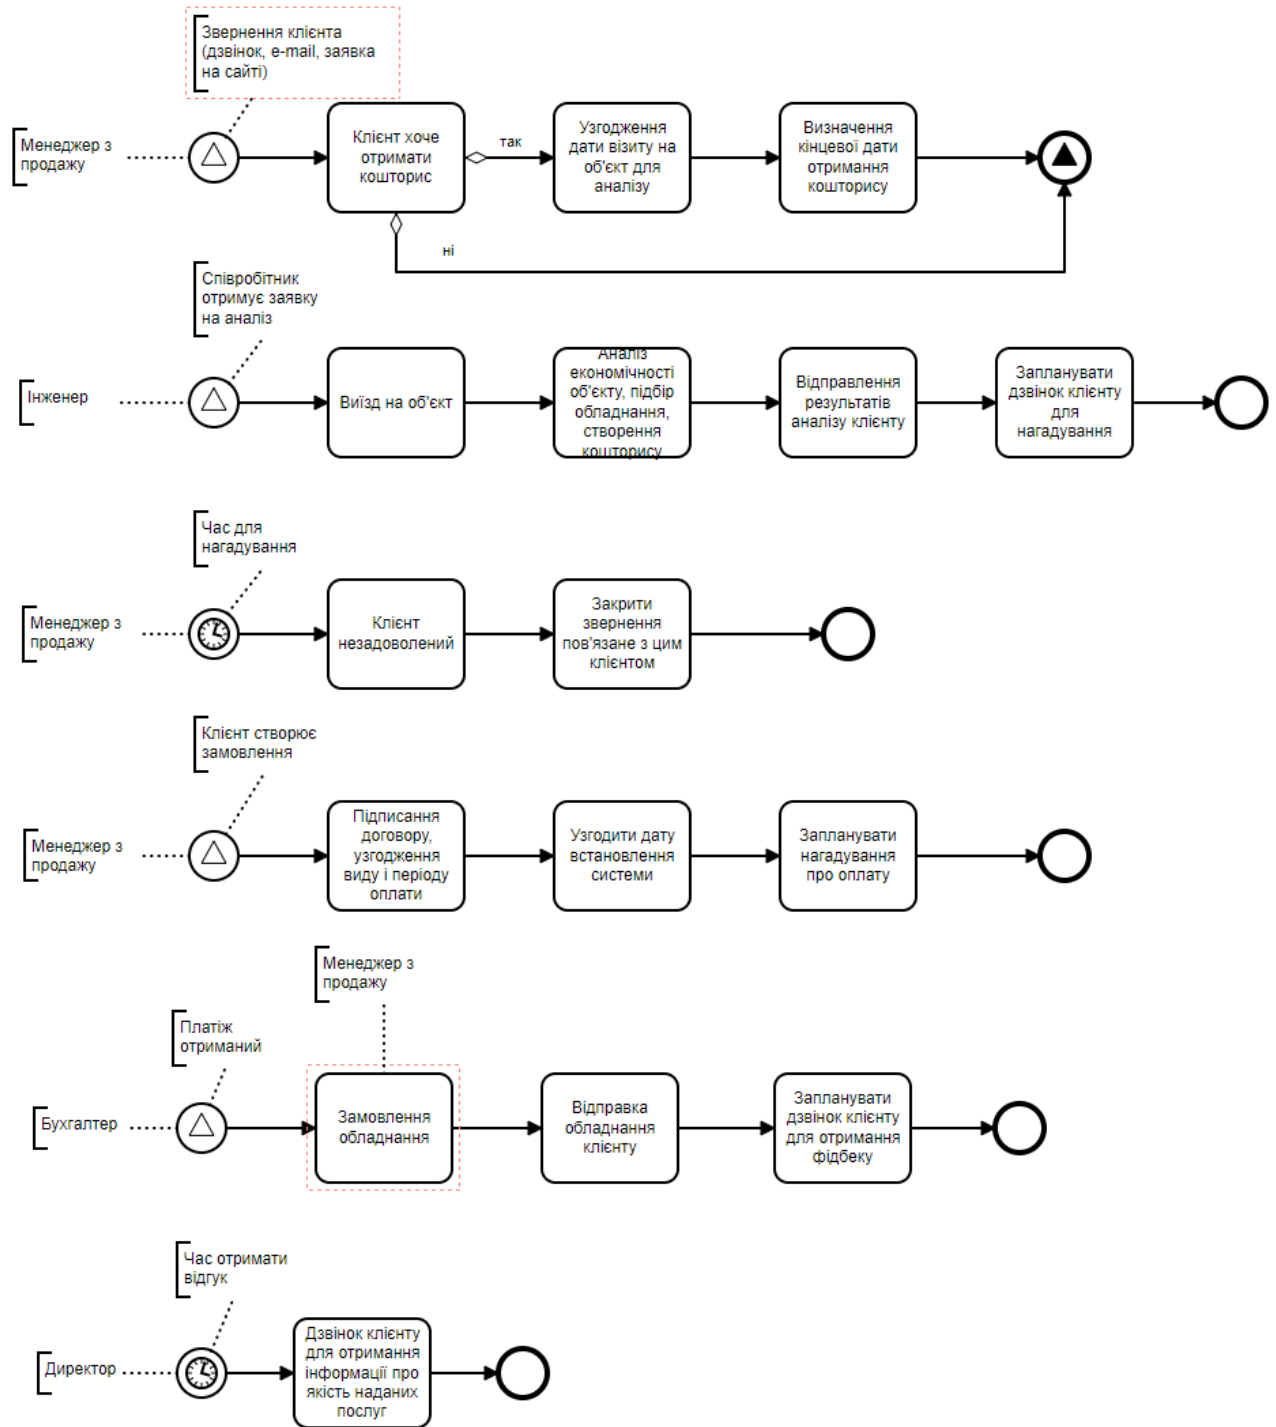 Звернення клієнта
(дзвінок, e-mail, заявка
на сайті)
Менеджер з
продажу
Клієнт хоче
отримати
кошторис
так
Узгодження
дати візиту на
об'єкт для
аналізу
Визначення
кінцевої дати
отримання
кошторису
ні
Співробітник
отримує заявку
на аналіз
Інженер
Виїзд на об'єкт
Аналіз
економічності
об'єкту, підбір
обладнання,
створення
кошторису
Відправлення
результатів
аналізу клієнту
Запланувати
дзвінок клієнту
для
нагадування
Час для
нагадування
Менеджер з
продажу
Клієнт
незадоволений
Закрити
звернення
пов'язане з цим
клієнтом
Клієнт створює
замовлення
Менеджер з
продажу
Підписання
договору,
узгодження
виду і періоду
оплати
Узгодити дату
встановлення
системи
Запланувати
нагадування
про оплату
Менеджер з
продажу
Платіж
отриманий
Бухгалтер
Замовлення
обладнання
Відправка
обладнання
клієнту
Запланувати
дзвінок клієнту
для отримання
фідбеку
Час отримати
відгук
Директор
Дзвінок клієнту
для отримання
інформації про
якість наданих
послуг